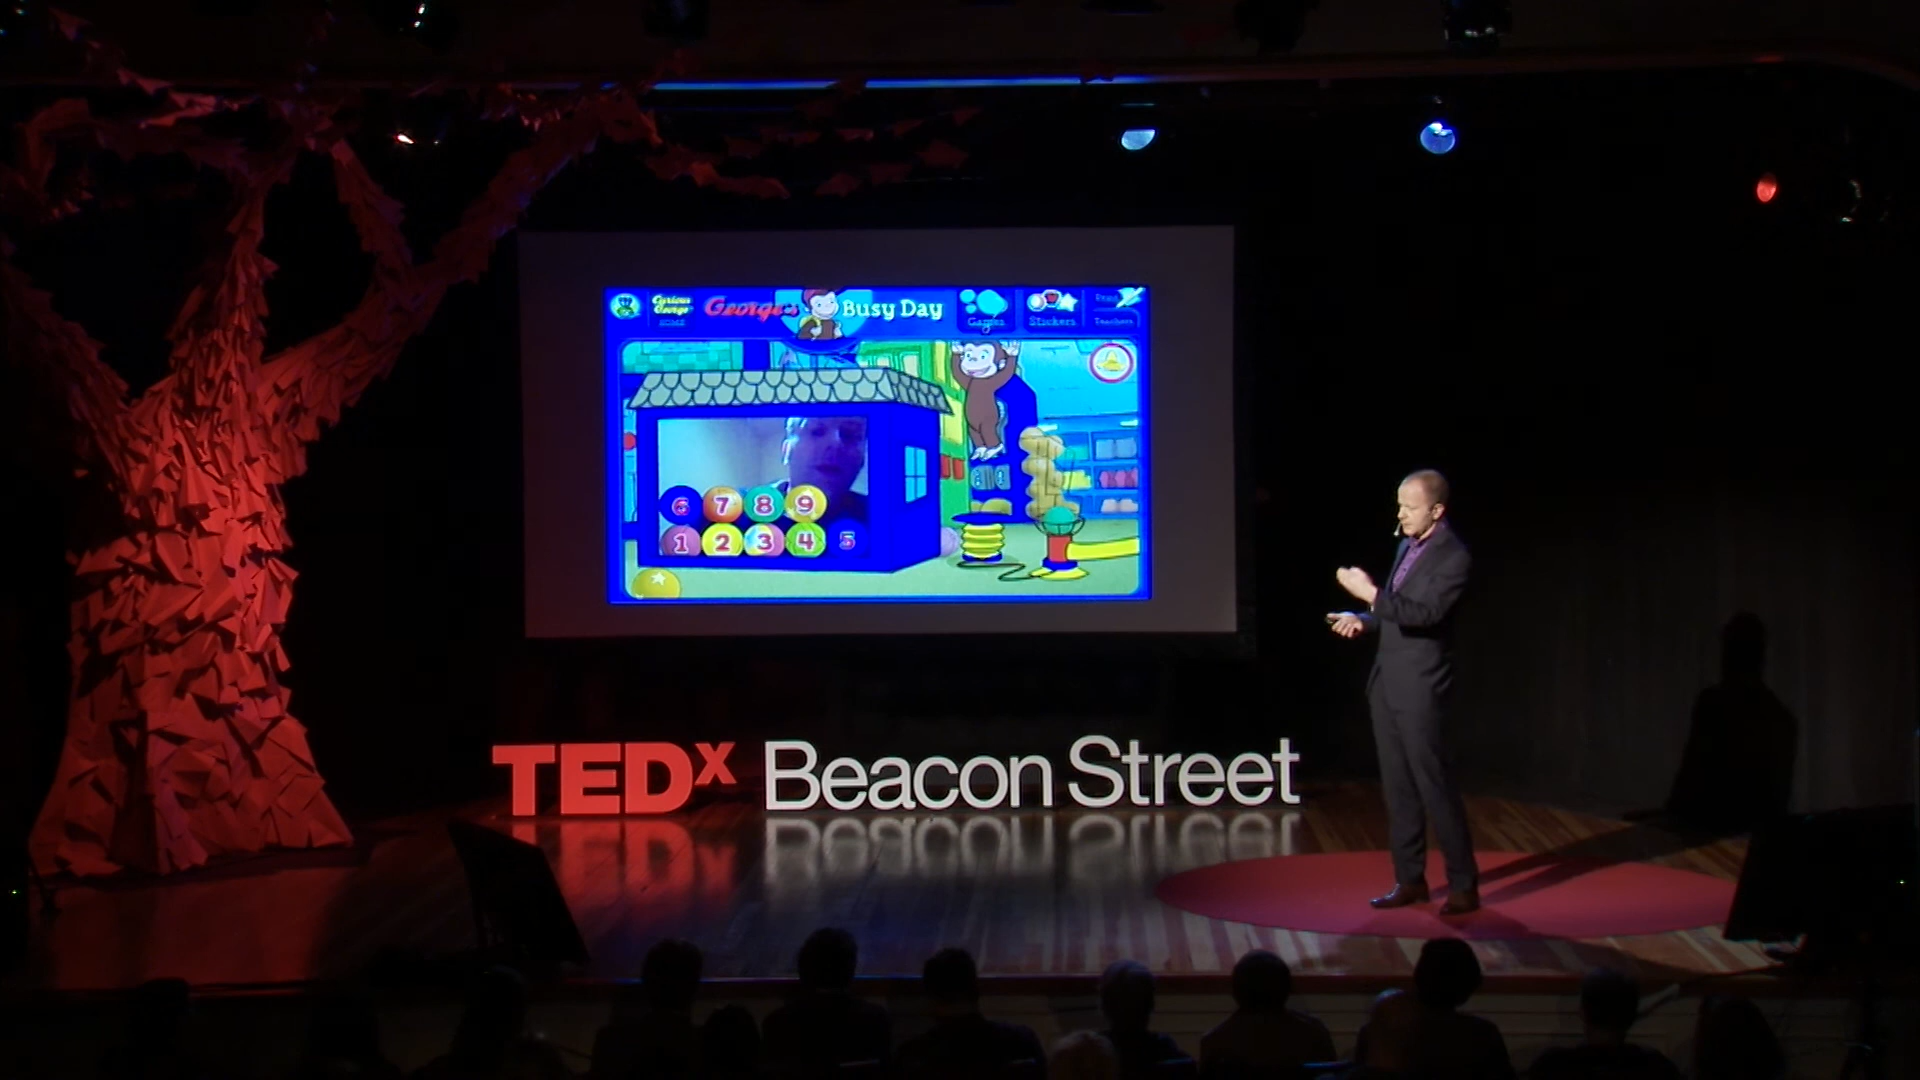 Curious
George
HOME
George's Busy Day
Games
Stickers
Teachers
6 7 8 9
1 2 3 4 5
TEDx Beacon Street